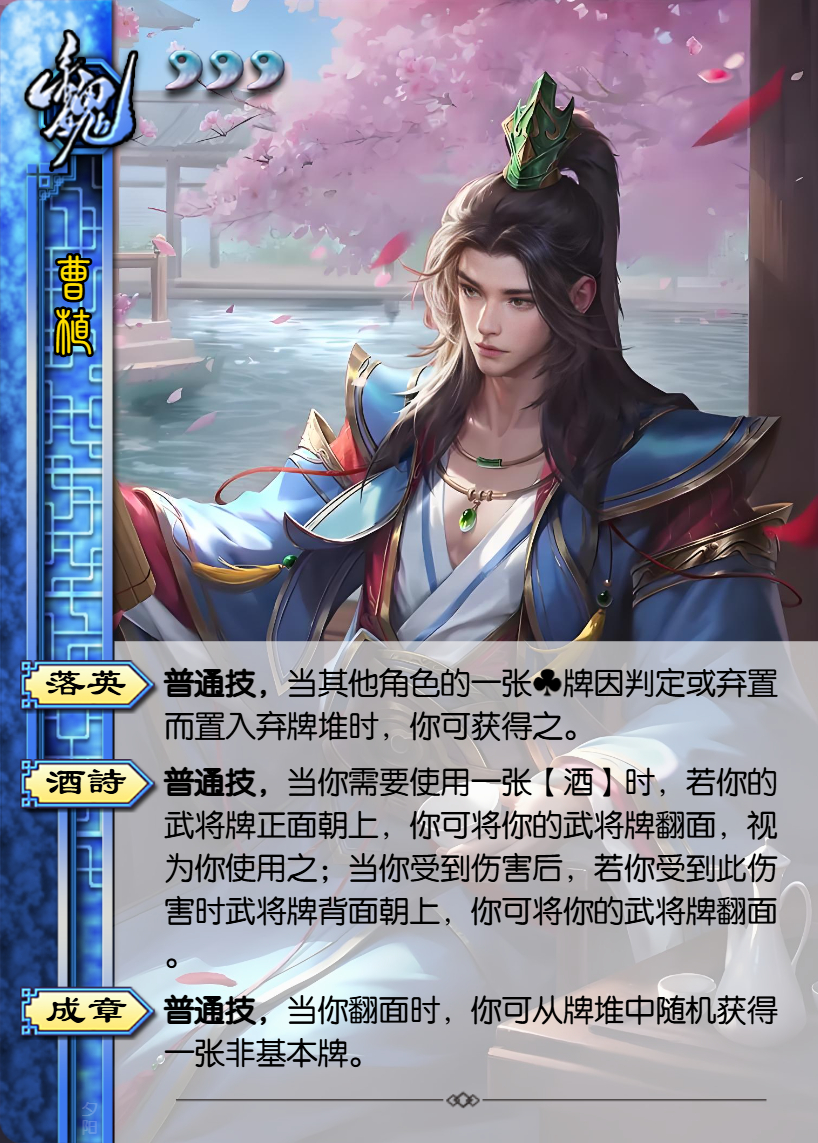 魏
曹植
落英
普通技，当其他角色的一张♣牌因判定或弃置
而置入弃牌堆时，你可获得之。
酒詩
普通技，当你需要使用一张【酒】时，若你的
武将牌正面朝上，你可将你的武将牌翻面，视
为你使用之；当你受到伤害后，若你受到此伤
害时武将牌背面朝上，你可将你的武将牌翻面
。
成章
普通技，当你翻面时，你可从牌堆中随机获得
一张非基本牌。
夕阳